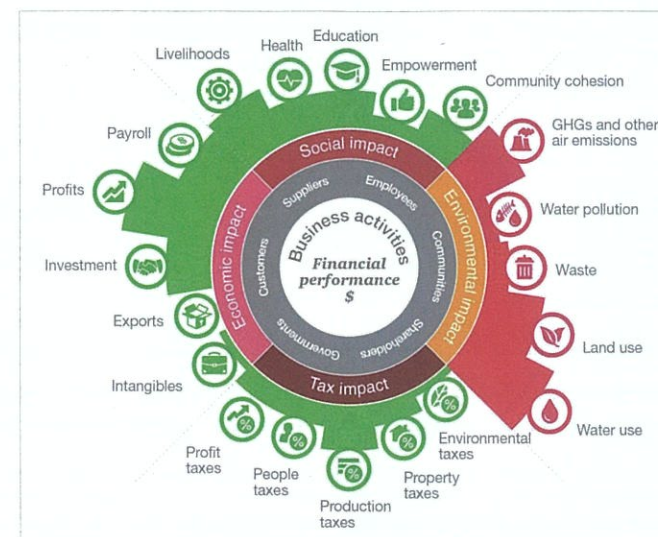 Education
Health
Livelihoods
Empowerment
Community cohesion
Payroll
GHGs and other
air emissions
Profits
Water pollution
Investment
Waste
Exports
Land use
Intangibles
Water use
Profit
taxes
People
taxes
Production
taxes
Property
taxes
Environmental
taxes
Social impact
Environmental impact
Tax impact
Economic impact
Suppliers
Employees
Communities
Shareholders
Governments
Customers
Business activities
Financial
performance
$
%
%
%
%
%